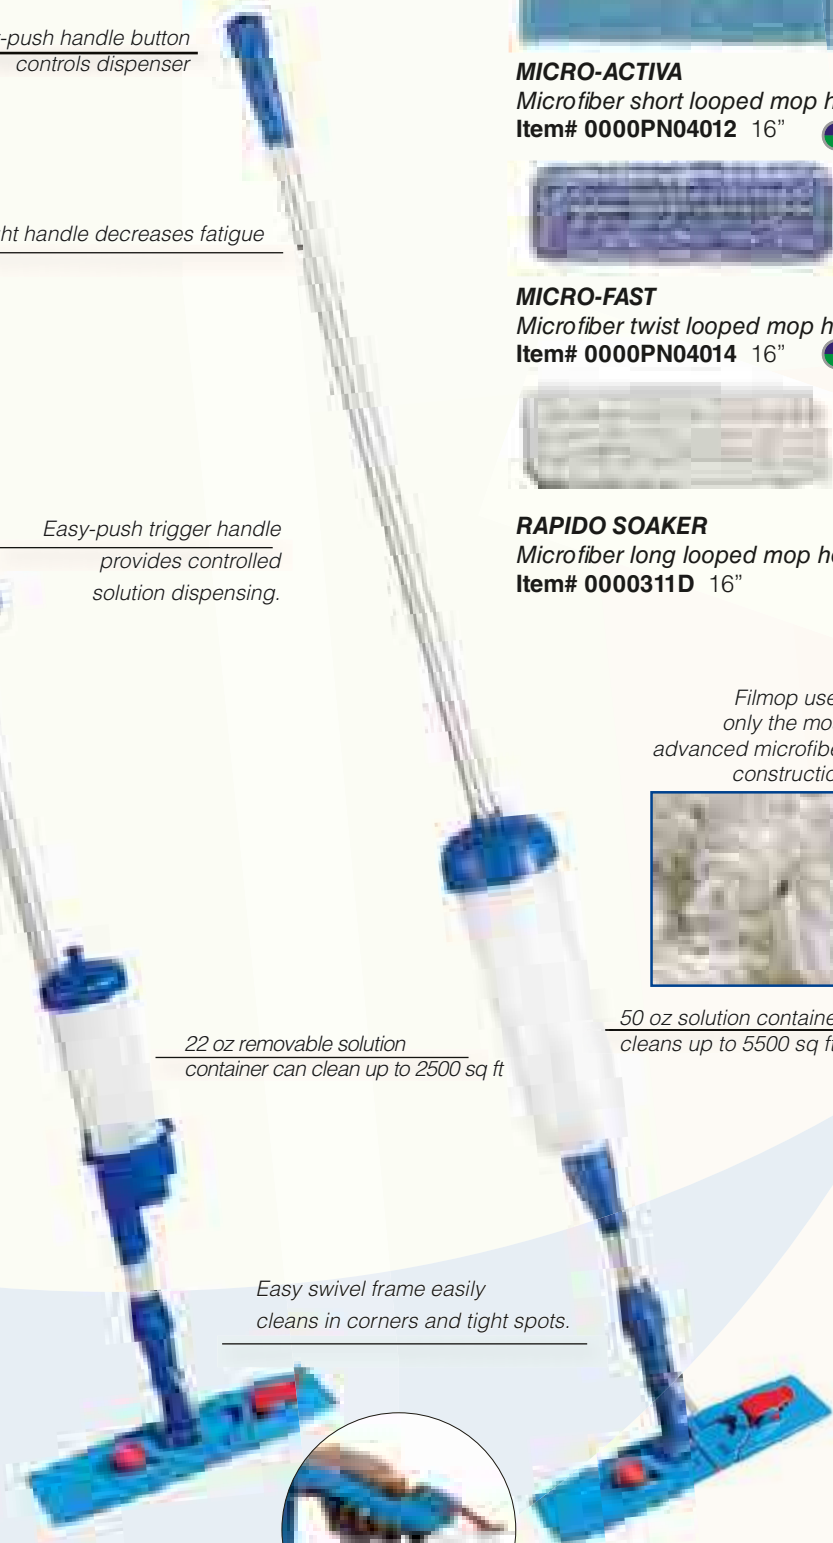 -push handle button
controls dispenser
MICRO-ACTIVA
Microfiber short looped mop h
Item# 0000PN04012 16”
ht handle decreases fatigue
MICRO-FAST
Microfiber twist looped mop h
Item# 0000PN04014 16”
Easy-push trigger handle
provides controlled
solution dispensing.
RAPIDO SOAKER
Microfiber long looped mop he
Item# 0000311D 16”
Filmop use
only the mo
advanced microfibe
constructio
22 oz removable solution
container can clean up to 2500 sq ft
50 oz solution containe
cleans up to 5500 sq ft
Easy swivel frame easily
cleans in corners and tight spots.